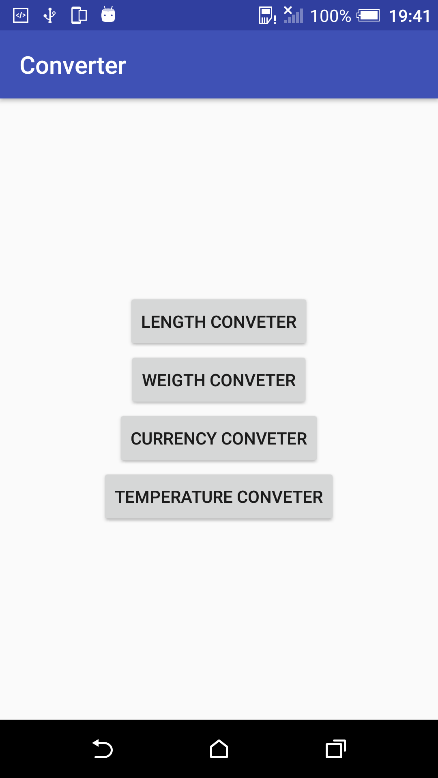 100% 19:41
Converter
LENGTH CONVETER
WEIGTH CONVETER
CURRENCY CONVETER
TEMPERATURE CONVETER